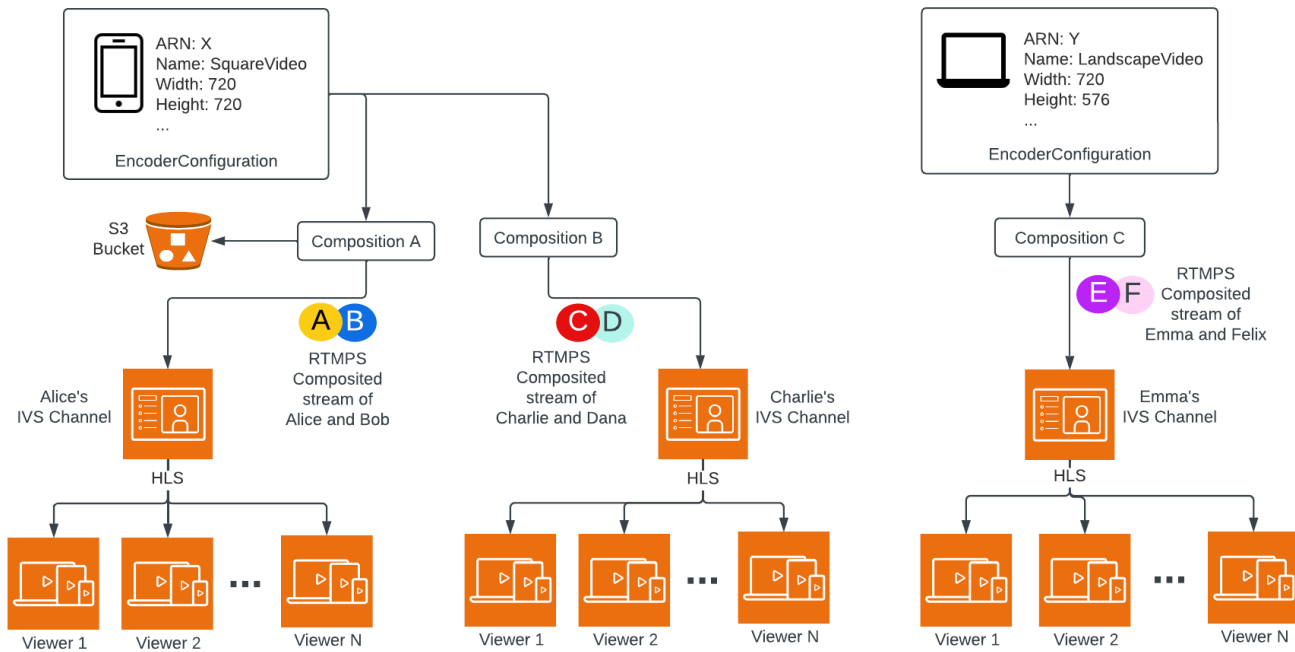 ARN: X
Name: SquareVideo
Width: 720
Height: 720
...
EncoderConfiguration
ARN: Y
Name: LandscapeVideo
Width: 720
Height: 576
...
EncoderConfiguration
S3
Bucket
Composition A
Composition B
Composition C
A
B
RTMPS
Composited
stream of
Alice and Bob
C
D
RTMPS
Composited
stream of
Charlie and Dana
E
F
RTMPS
Composited
stream of
Emma and Felix
Alice's
IVS Channel
Charlie's
IVS Channel
Emma's
IVS Channel
HLS
HLS
HLS
...
...
...
Viewer 1
Viewer 2
Viewer N
Viewer 1
Viewer 2
Viewer N
Viewer 1
Viewer 2
Viewer N